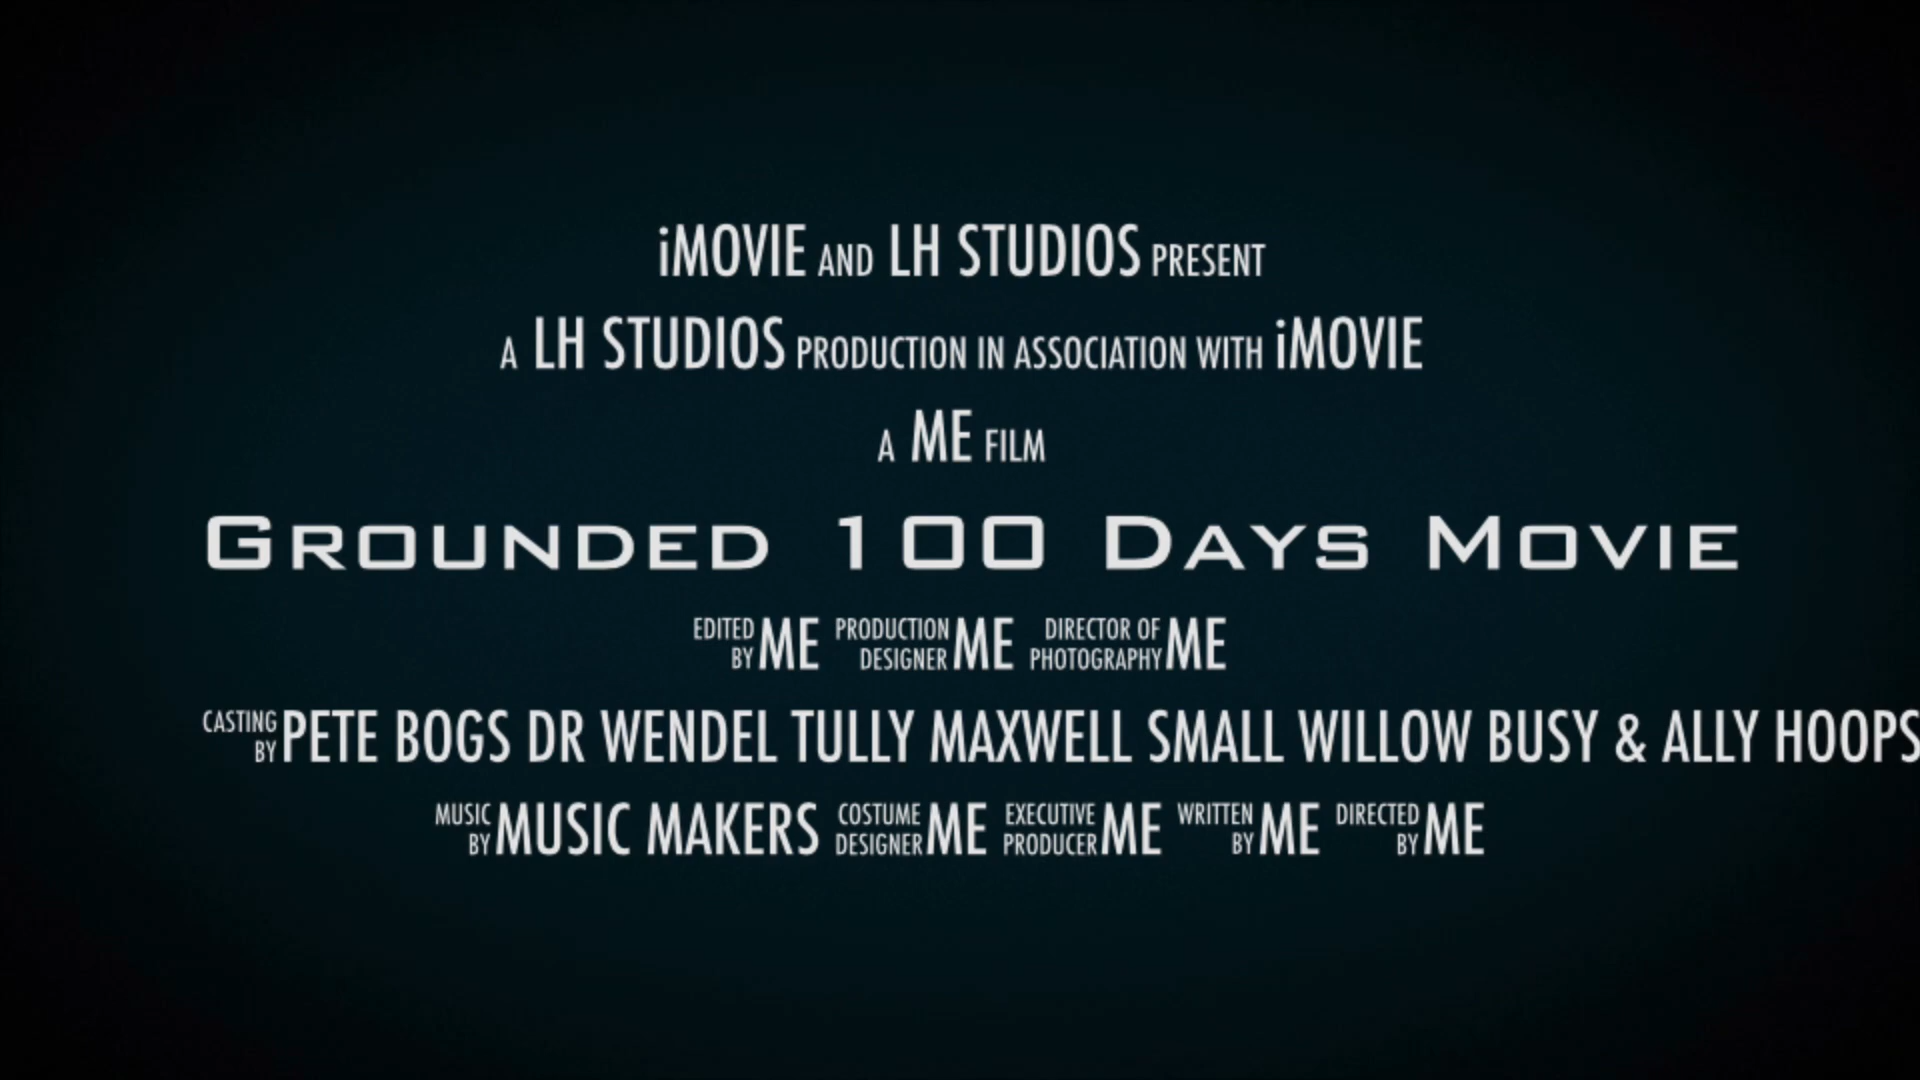 iMOVIE AND LH STUDIOS PRESENT
A LH STUDIOS PRODUCTION IN ASSOCIATION WITH iMOVIE
A ME FILM
GROUNDED 100 DAYS MOVIE
EDITED BY ME PRODUCTION DESIGNER ME DIRECTOR OF PHOTOGRAPHY ME
CASTING BY PETE BOGS DR WENDEL TULLY MAXWELL SMALL WILLOW BUSY & ALLY HOOPS
MUSIC BY MUSIC MAKERS COSTUME DESIGNER ME EXECUTIVE PRODUCER ME WRITTEN BY ME DIRECTED BY ME